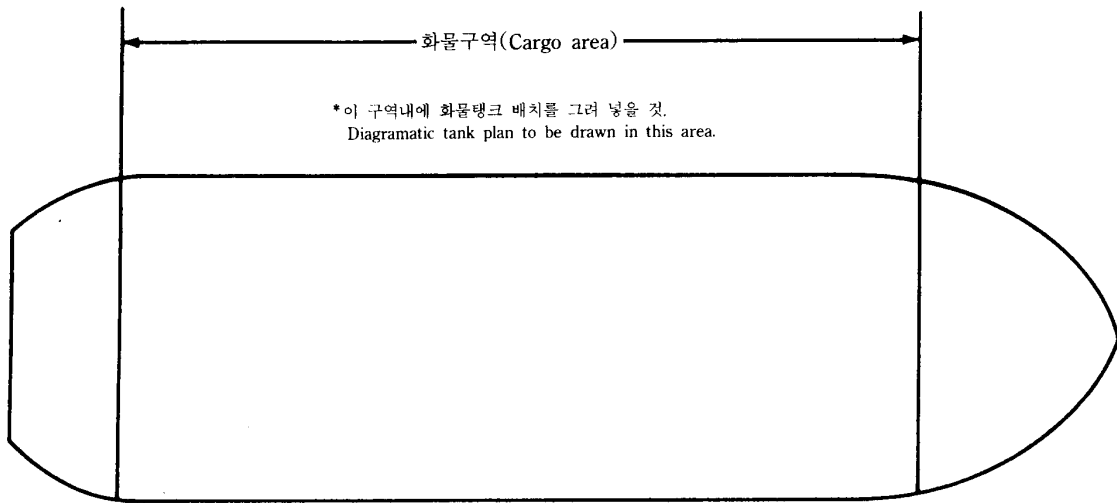 화물구역(Cargo area)
*이 구역내에 화물탱크 배치를 그려 넣을 것.
Diagramatic tank plan to be drawn in this area.